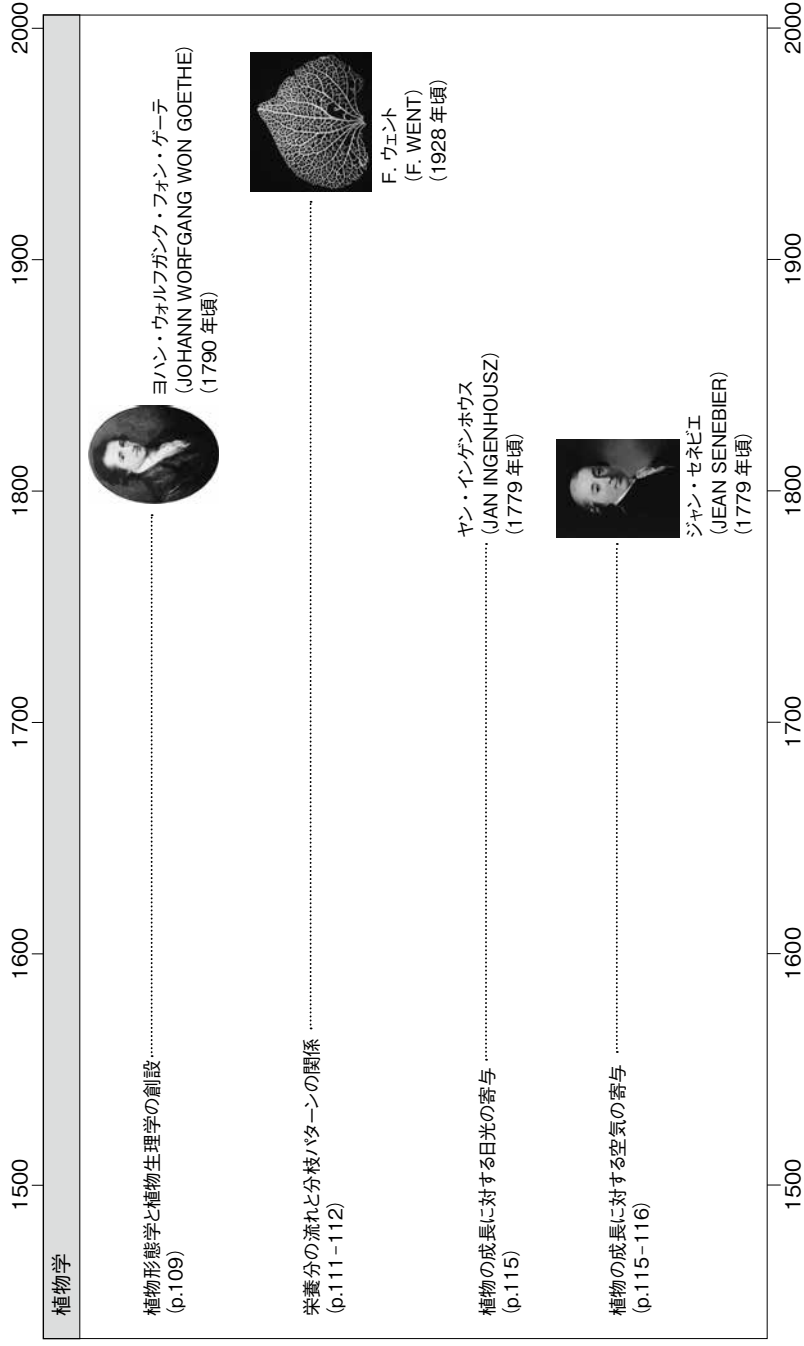 1500
1600
1700
1800
1900
2000
植物学
植物形態学と植物生理学の創設
(p.109)
ヨハン・ウォルフガンク・フォン・ゲーテ
(JOHANN WORFGANG WON GOETHE)
(1790 年頃)
栄養分の流れと分枝パターンの関係
(p.111-112)
F. ウェント
(F. WENT)
(1928 年頃)
植物の成長に対する日光の寄与
(p.115)
ヤン・インゲンホウス
(JAN INGENHOUSZ)
(1779 年頃)
植物の成長に対する空気の寄与
(p.115-116)
ジャン・セネビエ
(JEAN SENEBIER)
(1779 年頃)
1500
1600
1700
1800
1900
2000